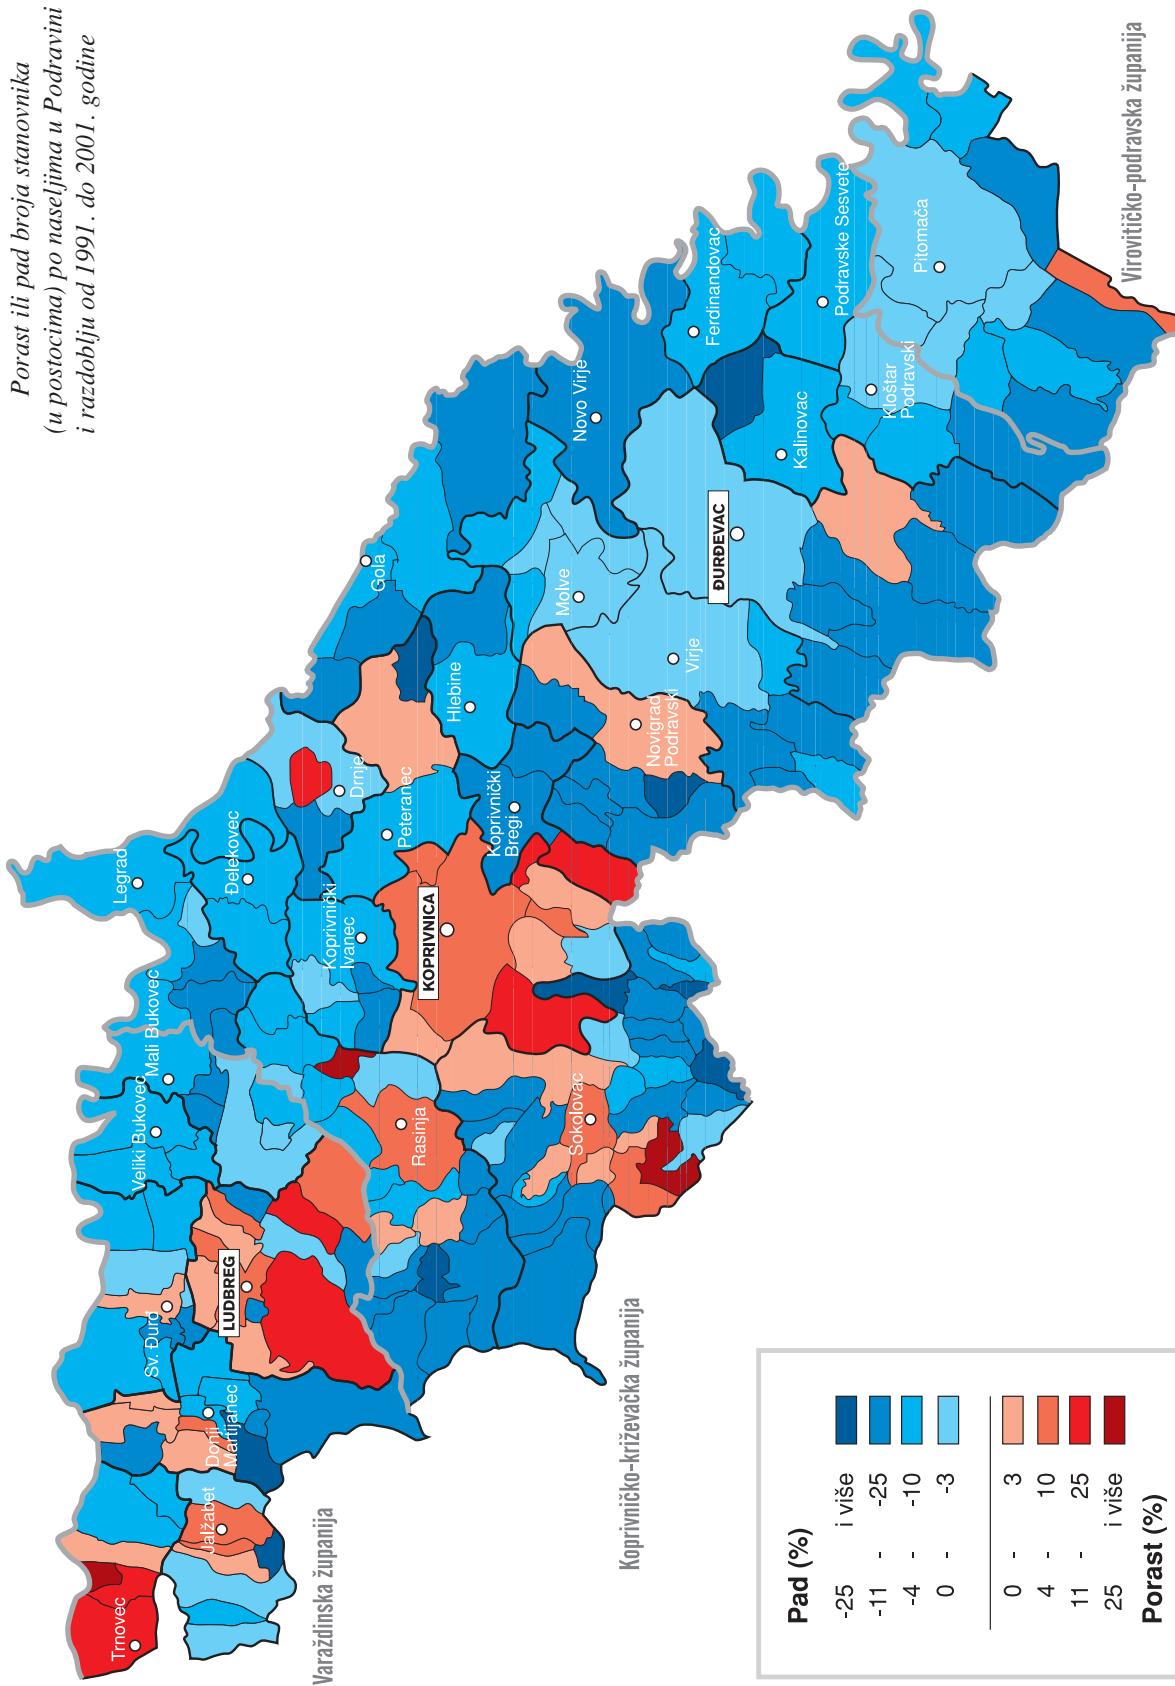 Porast ili pad broja stanovnika
(u postocima) po naseljima u Podravini
i razdoblju od 1991. do 2001. godine
Trnovec
Jalžabet
Donji
Martijanec
Sv. Đurđ
LUDBREG
Veliki Bukovec
Mali Bukovec
Legrad
Đelekovec
Koprivnički
Ivanec
Drnje
Peteranec
KOPRIVNICA
Rasinja
Sokolovac
Koprivnički
Bregi
Hlebine
Gola
Novigrad
Podravski
Molve
Virje
ĐURĐEVAC
Novo Virje
Ferdinandovac
Kalinovac
Podravske Sesvete
Kloštar
Podravski
Pitomača
Varaždinska županija
Koprivničko-križevačka županija
Virovitičko-podravska županija
Pad (%)
-25 i više
-11 - -25
-4 - -10
0 - -3
0 - 3
4 - 10
11 - 25
25 i više
Porast (%)